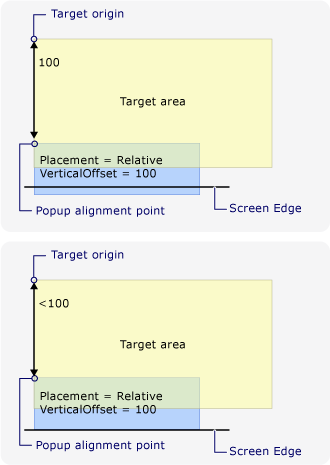 Target origin
100
Target area
Placement = Relative
VerticalOffset = 100
Popup alignment point
Screen Edge
Target origin
<100
Target area
Placement = Relative
VerticalOffset = 100
Popup alignment point
Screen Edge